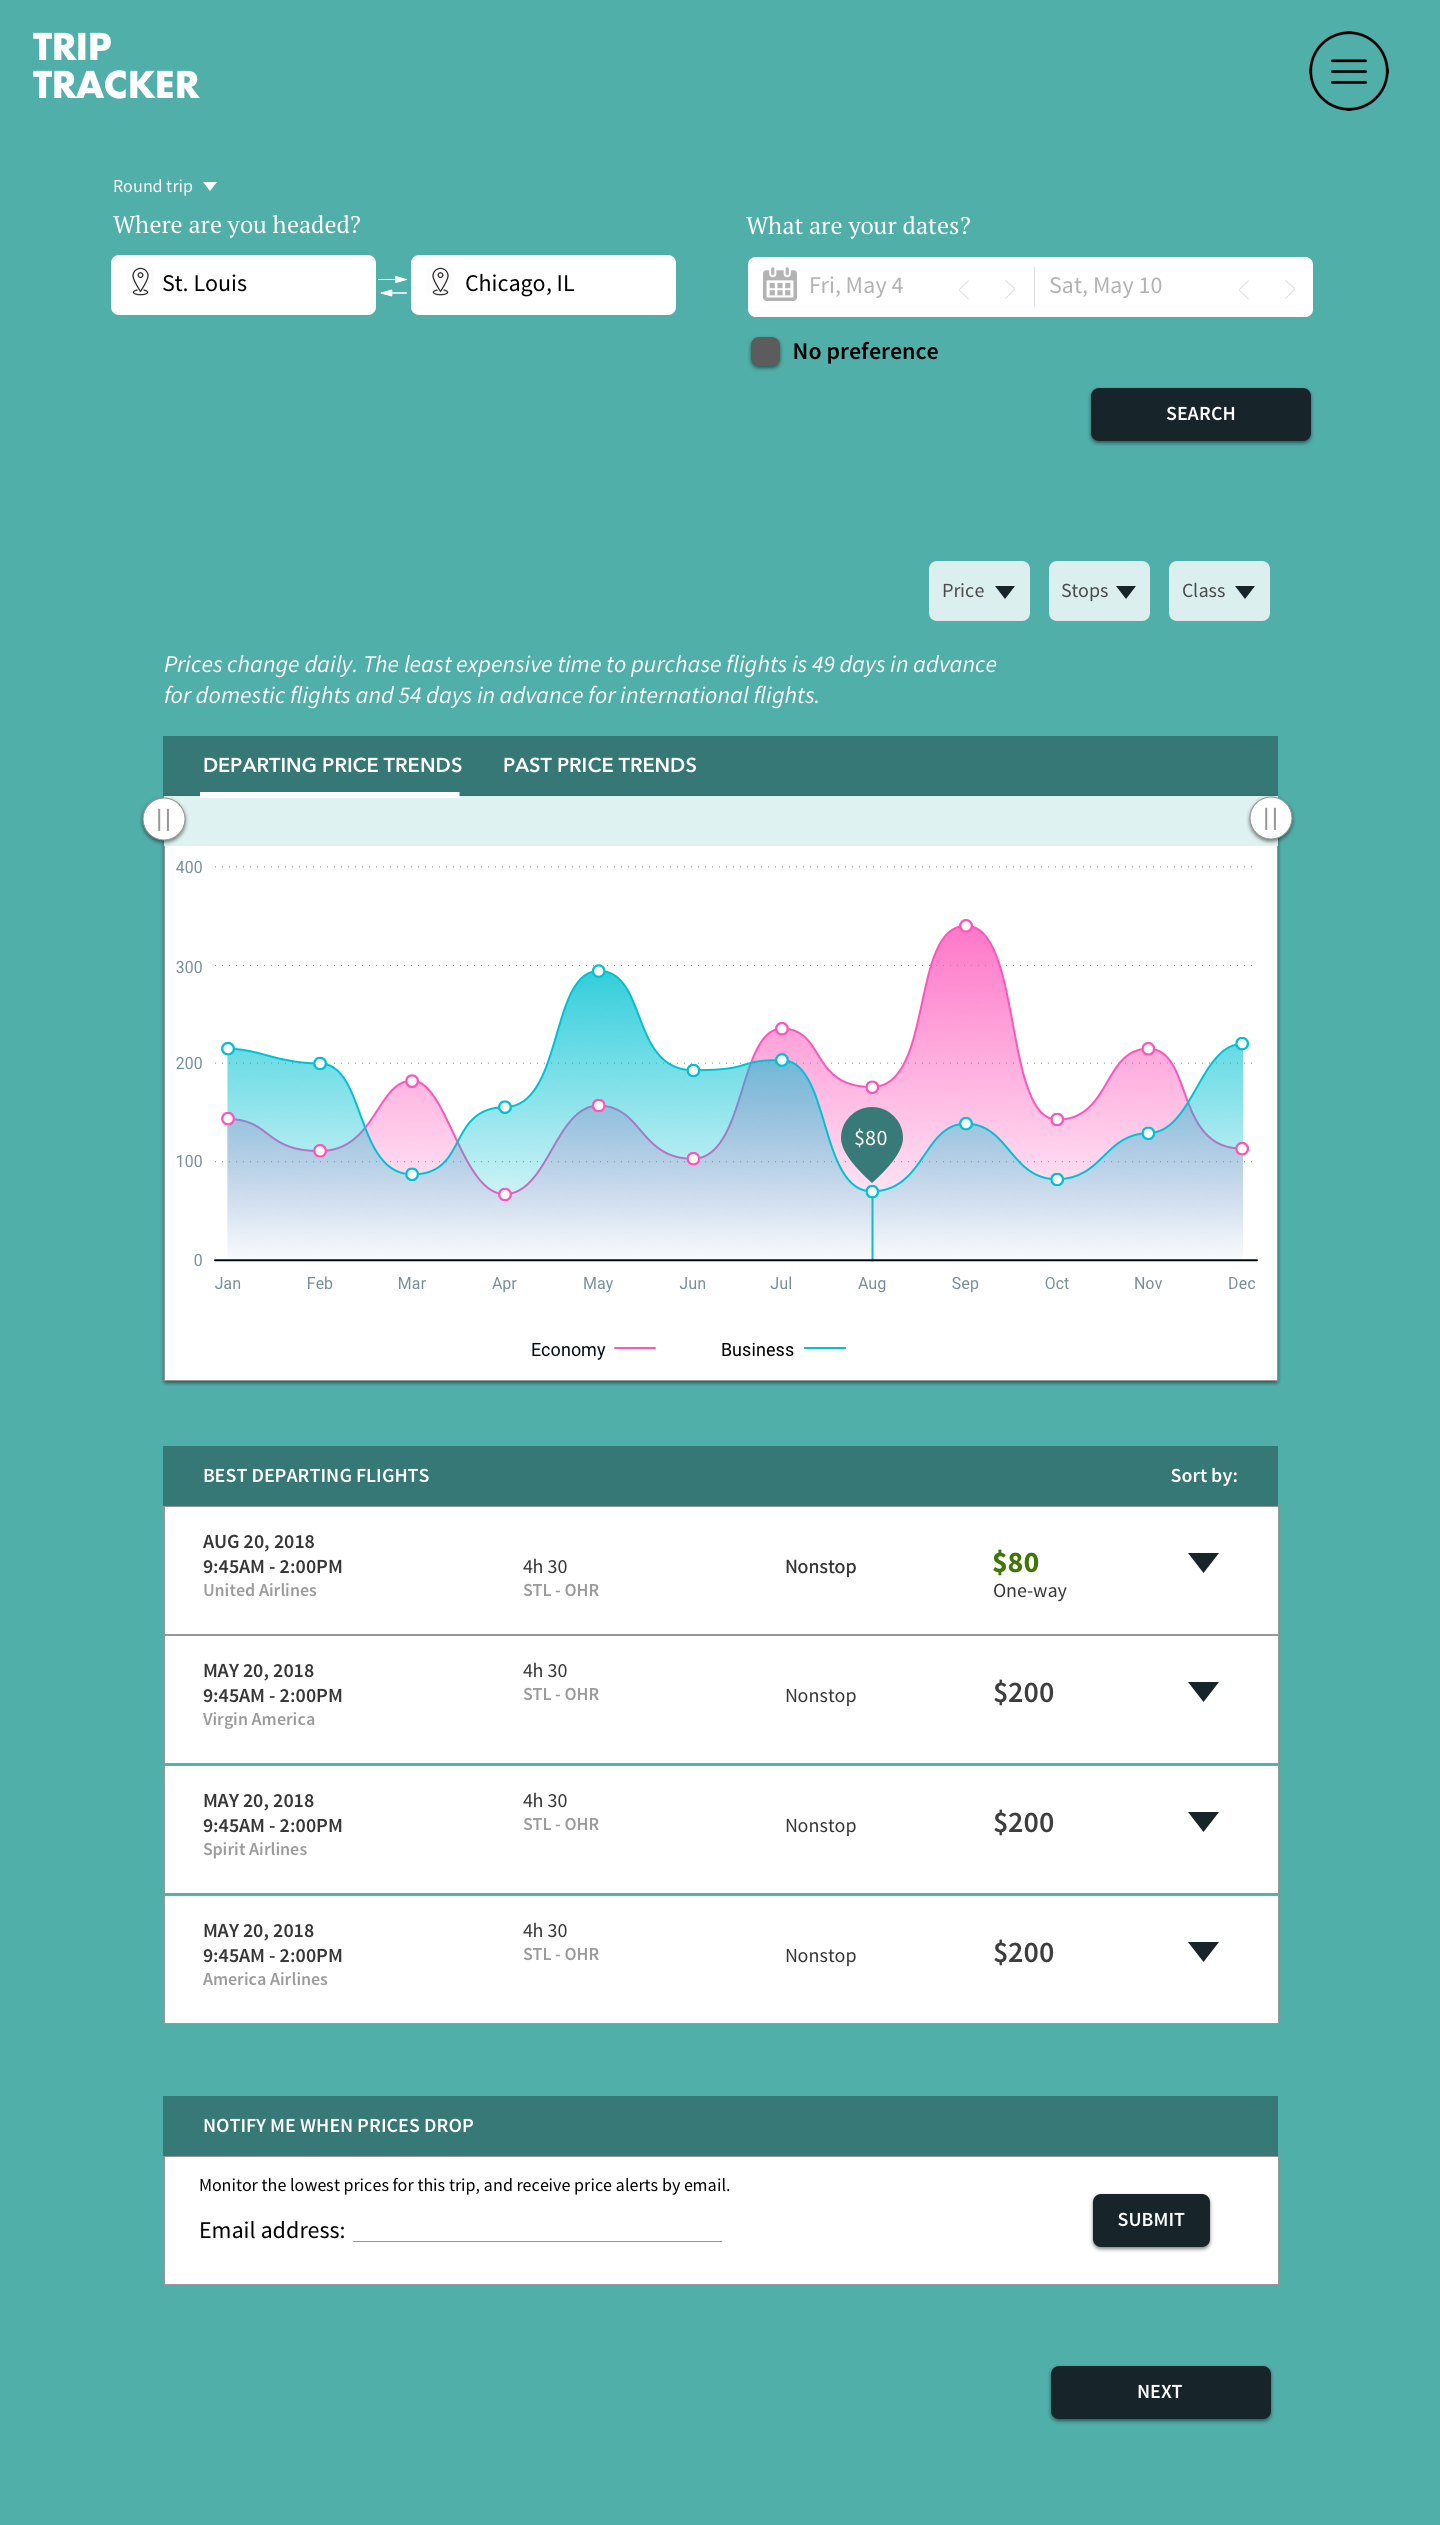 TRIP
TRACKER
Round trip
Where are you headed?
What are your dates?
St. Louis
Chicago, IL
Fri, May 4
Sat, May 10
No preference
SEARCH
Price
Stops
Class
Prices change daily. The least expensive time to purchase flights is 49 days in advance
for domestic flights and 54 days in advance for international flights.
DEPARTING PRICE TRENDS
PAST PRICE TRENDS
400
300
200
100
0
$80
Jan Feb Mar Apr May Jun Jul Aug Sep Oct Nov Dec
Economy
Business
BEST DEPARTING FLIGHTS
Sort by:
AUG 20, 2018
9:45AM - 2:00PM
United Airlines
4h 30
STL - OHR
Nonstop
$80
One-way
MAY 20, 2018
9:45AM - 2:00PM
Virgin America
4h 30
STL - OHR
Nonstop
$200
MAY 20, 2018
9:45AM - 2:00PM
Spirit Airlines
4h 30
STL - OHR
Nonstop
$200
MAY 20, 2018
9:45AM - 2:00PM
America Airlines
4h 30
STL - OHR
Nonstop
$200
NOTIFY ME WHEN PRICES DROP
Monitor the lowest prices for this trip, and receive price alerts by email.
Email address:
SUBMIT
NEXT